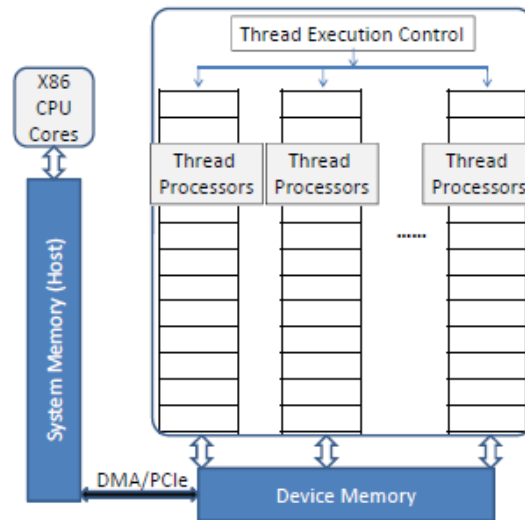 Thread Execution Control
X86
CPU
Cores
Thread
Processors
Thread
Processors
Thread
Processors
......
System Memory (Host)
DMA/PCIe
Device Memory